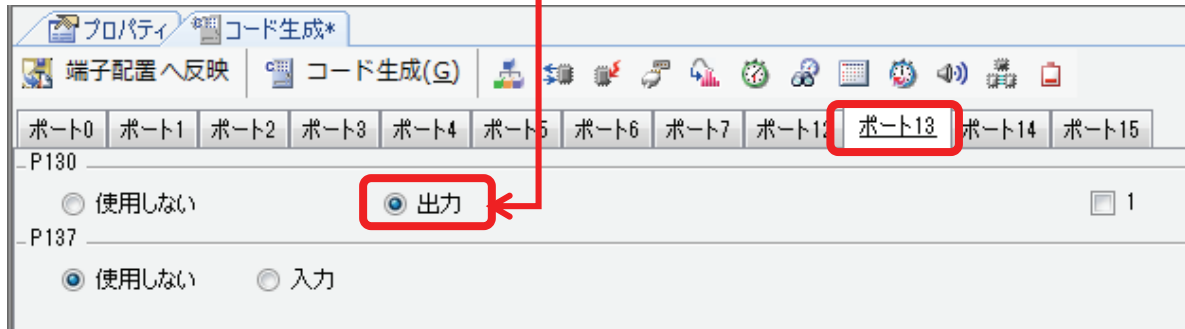 プロパティ コード生成*
端子配置へ反映 コード生成(G)
ポート0 ポート1 ポート2 ポート3 ポート4 ポート5 ポート6 ポート7 ポート12 ポート13 ポート14 ポート15
P130
使用しない 出力 1
P137
使用しない 入力